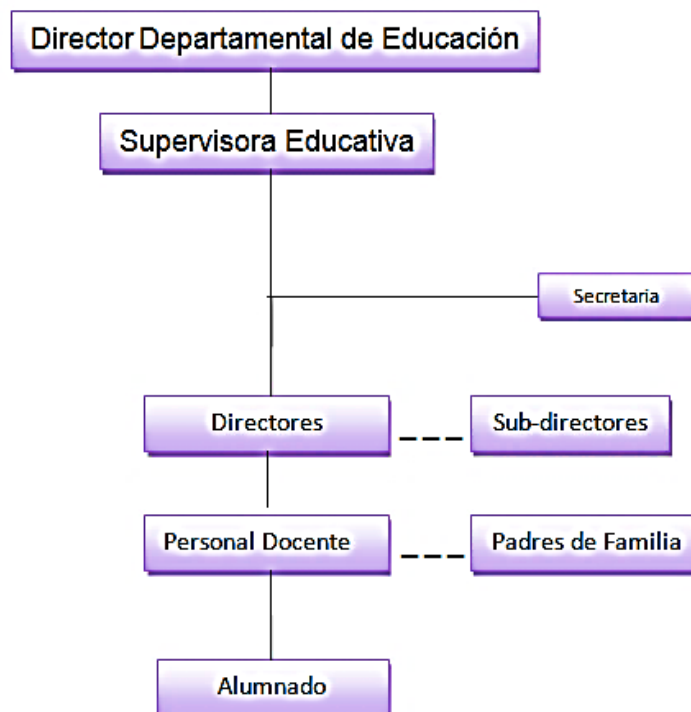 Director Departamental de Educación
Supervisora Educativa
Secretaria
Directores
Sub-directores
Personal Docente
Padres de Familia
Alumnado